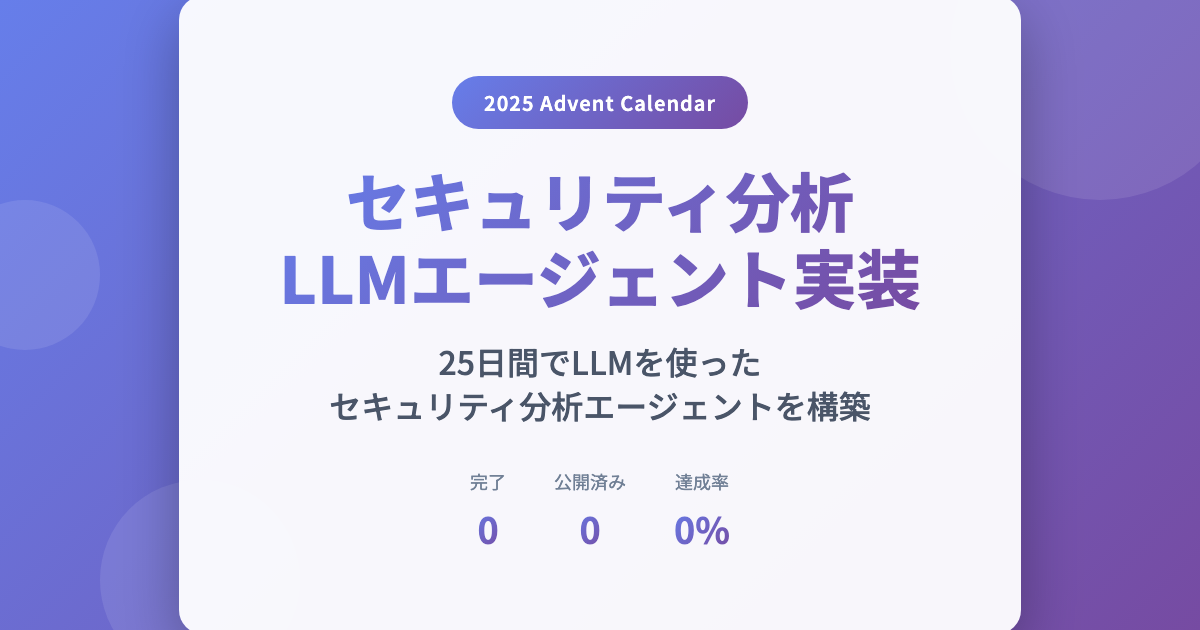 2025 Advent Calendar
セキュリティ分析
LLMエージェント実装
25日間でLLMを使った
セキュリティ分析エージェントを構築
完了 公開済み 達成率
0 0 0%